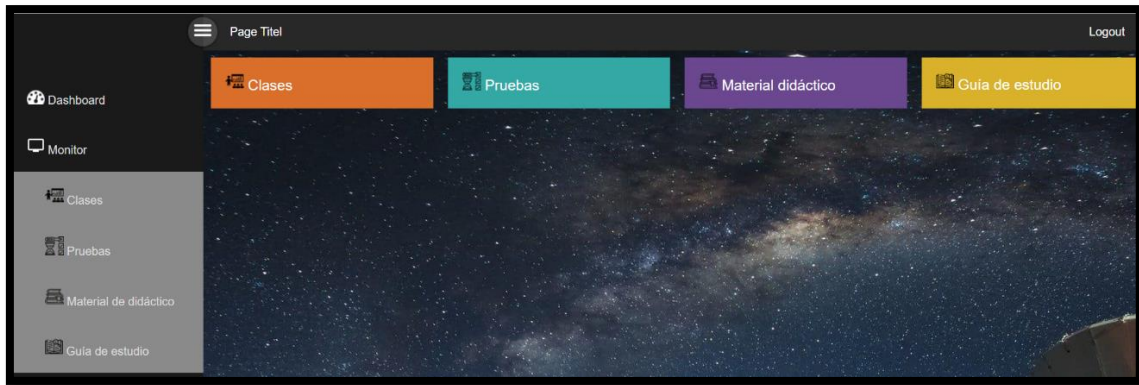 Page Titel
Logout
Dashboard
Monitor
Clases
Pruebas
Material de didáctico
Guía de estudio
Clases
Pruebas
Material didáctico
Guía de estudio